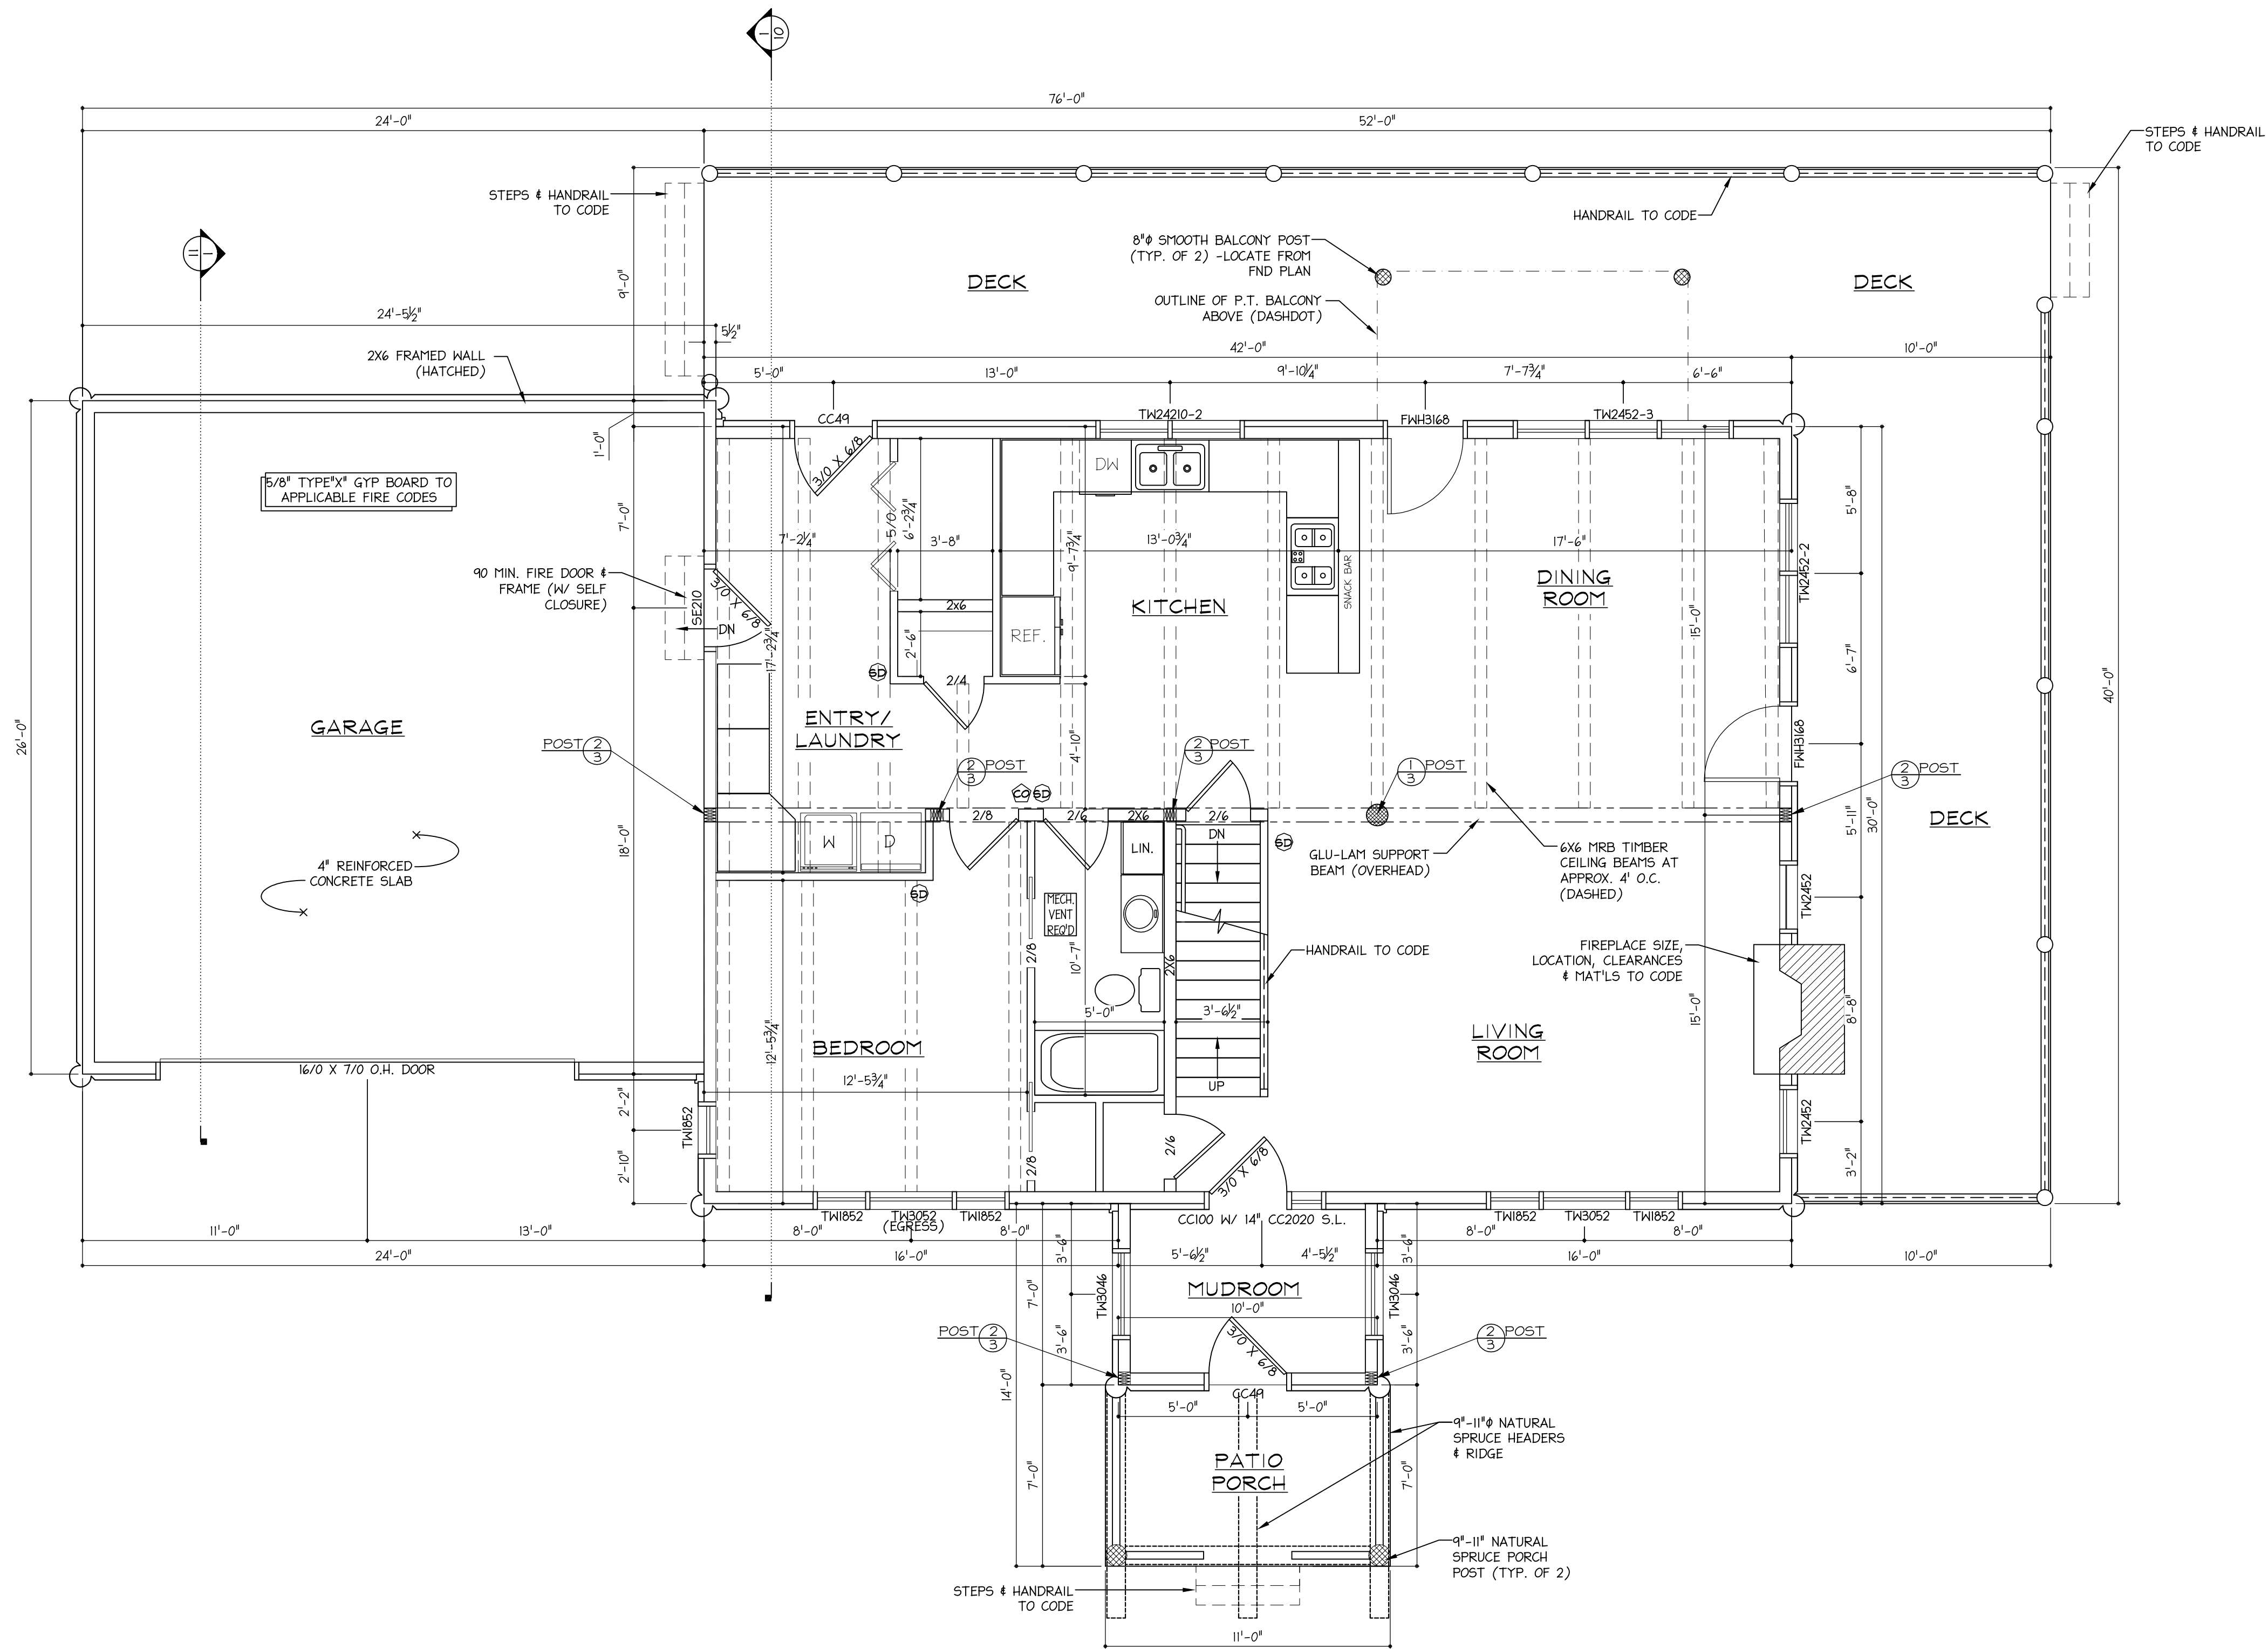 1
10
76'-0"
24'-0"
52'-0"
STEPS & HANDRAIL
TO CODE
STEPS & HANDRAIL
TO CODE
HANDRAIL TO CODE
11
1
8"ϕ SMOOTH BALCONY POST
(TYP. OF 2) -LOCATE FROM
FND PLAN
DECK
DECK
9'-0"
OUTLINE OF P.T. BALCONY
ABOVE (DASHDOT)
24'-5½"
5½"
42'-0"
10'-0"
2X6 FRAMED WALL
(HATCHED)
5'-0"
13'-0"
9'-10¼"
7'-7¾"
6'-6"
CC49
TW24210-2
FWH3168
TW2452-3
1'-0"
3/0 X 6/8
5/8" TYPE"X" GYP BOARD TO
APPLICABLE FIRE CODES
DW
5'-8"
7'-0"
5/0
6'-2¾"
7'-2¼"
3'-8"
9'-7¾"
13'-0¾"
17'-6"
SNACK BAR
TW2452-2
90 MIN. FIRE DOOR &
FRAME (W/ SELF
CLOSURE)
3/0 X 6/8
SE210
DN
2x6
KITCHEN
DINING
ROOM
15'-0"
REF.
2'-6"
17'-2¾"
6'-7"
40'-0"
SD
2/4
26'-0"
GARAGE
ENTRY/
LAUNDRY
4'-10"
FWH3168
POST 2
3
2 POST
3
2 POST
3
1 POST
3
2 POST
3
CO SD
2/8
2/6
2X6
2/6
5'-11"
30'-0"
DECK
18'-0"
W
D
LIN.
DN
SD
GLU-LAM SUPPORT
BEAM (OVERHEAD)
6X6 MRB TIMBER
CEILING BEAMS AT
APPROX. 4' O.C.
(DASHED)
4" REINFORCED
CONCRETE SLAB
SD
MECH.
VENT
REQ'D
TW2452
2/8
10'-7"
2X6
HANDRAIL TO CODE
FIREPLACE SIZE,
LOCATION, CLEARANCES
& MAT'LS TO CODE
5'-0"
3'-6½"
15'-0"
8'-8"
BEDROOM
12'-5¾"
LIVING
ROOM
16/0 X 7/0 O.H. DOOR
12'-5¾"
UP
2'-2"
TW1852
TW2452
2/6
3/0 X 6/8
2'-10"
2/8
3'-2"
TW1852
TW3052
(EGRESS)
TW1852
CC100 W/ 14" CC2020 S.L.
TW1852
TW3052
TW1852
11'-0"
13'-0"
8'-0"
8'-0"
3'-6"
5'-6½"
4'-5½"
3'-6"
8'-0"
8'-0"
24'-0"
16'-0"
16'-0"
10'-0"
7'-0"
TW3046
MUDROOM
TW3046
10'-0"
POST 2
3
3'-6"
3/0 X 6/8
3'-6"
2 POST
3
14'-0"
CC49
5'-0"
5'-0"
9"-11"ϕ NATURAL
SPRUCE HEADERS
& RIDGE
7'-0"
PATIO
PORCH
7'-0"
9"-11" NATURAL
SPRUCE PORCH
POST (TYP. OF 2)
STEPS & HANDRAIL
TO CODE
11'-0"